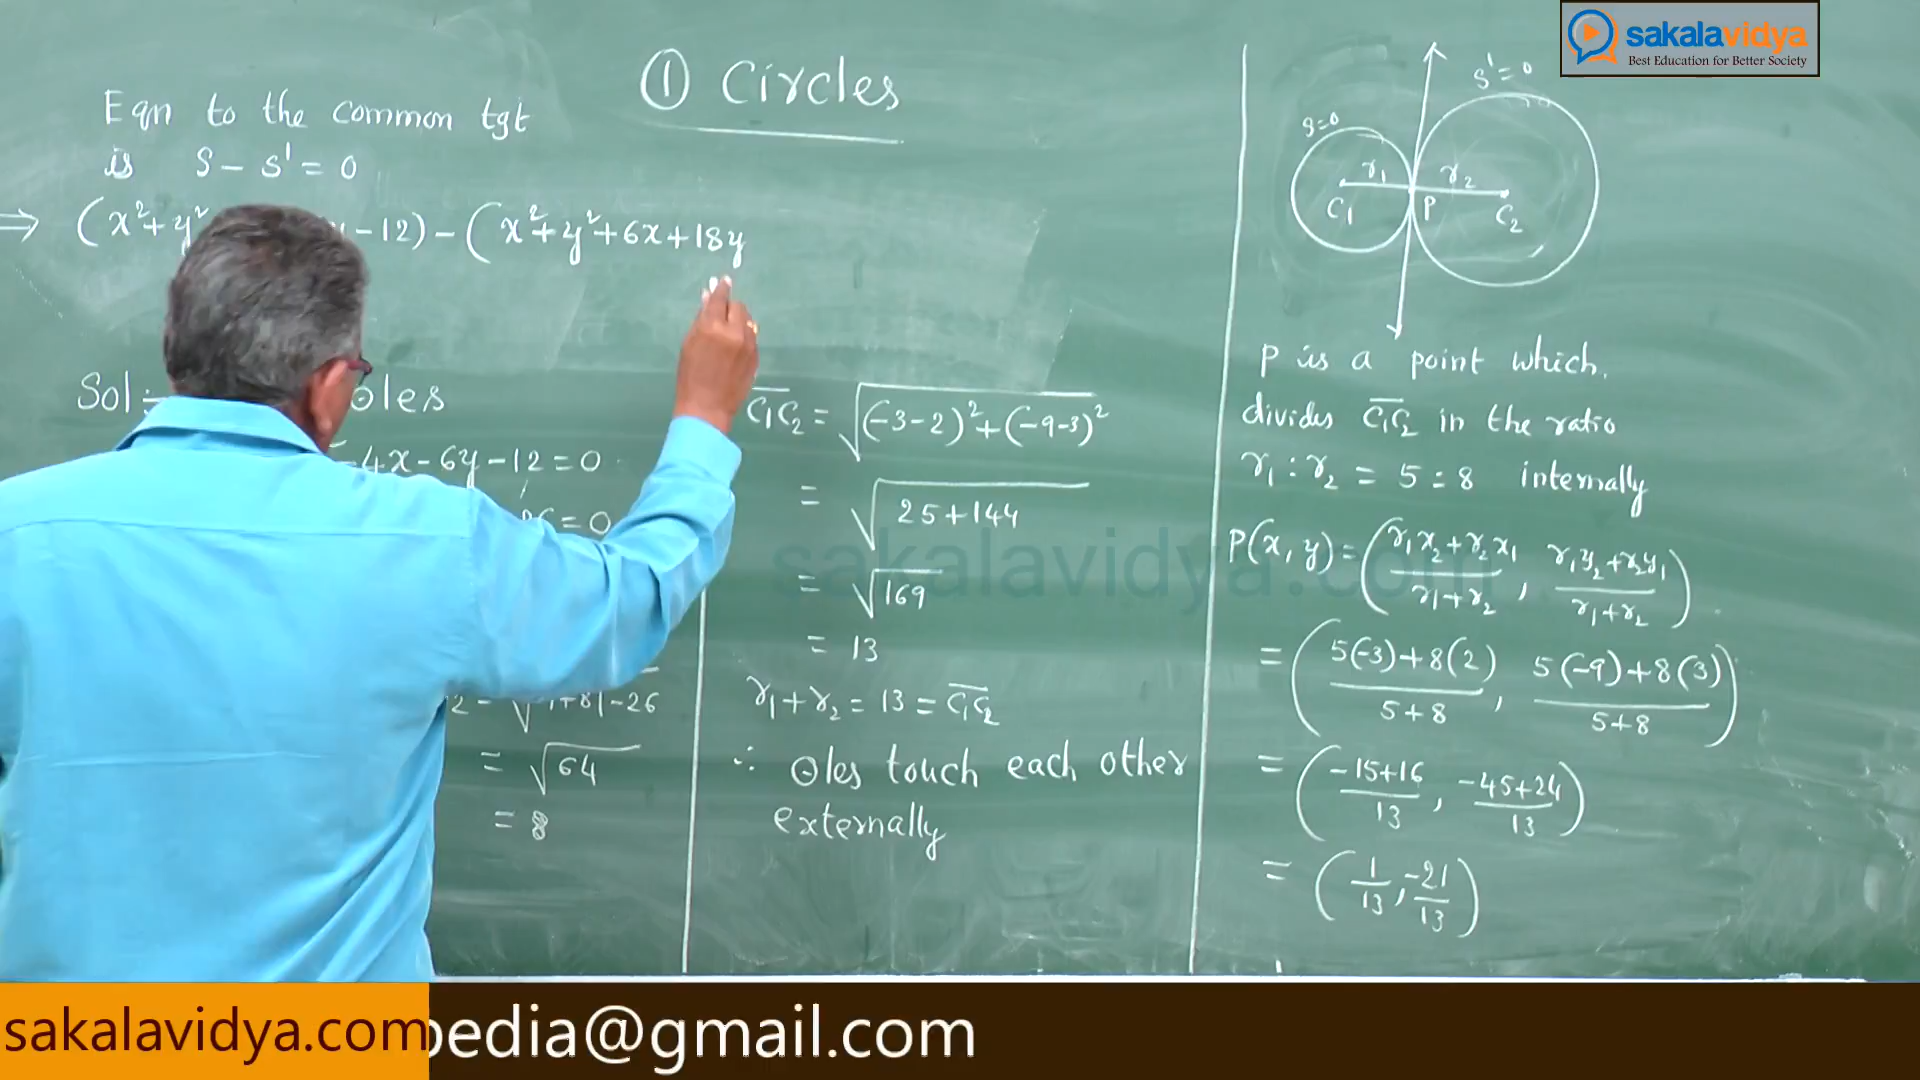 ① Circles
Eqn to the common tgt
is S - S' = 0
⇒ (x²+y² -12) - (x²+y²+6x+18y
Sol:- ⊙les
-4x-6y-12=0
=0
-26
= √64
= 8
C₁C₂ = √(-3-2)²+(-9-3)²
= √25+144
= √169
= 13
r₁+r₂ = 13 = C₁C₂
∴ ⊙les touch each other
externally
S'=0
S=0
r₁ r₂
C₁ P C₂
P is a point which
divides C₁C₂ in the ratio
r₁ : r₂ = 5 : 8 internally
P(x, y) = (r₁x₂+r₂x₁/r₁+r₂, r₁y₂+r₂y₁/r₁+r₂)
= (5(-3)+8(2)/5+8, 5(-9)+8(3)/5+8)
= (-15+16/13, -45+24/13)
= (1/13, -21/13)
sakalavidya
Best Education for Better Society
sakalavidya.com
sakalavidya.com
pedia@gmail.com